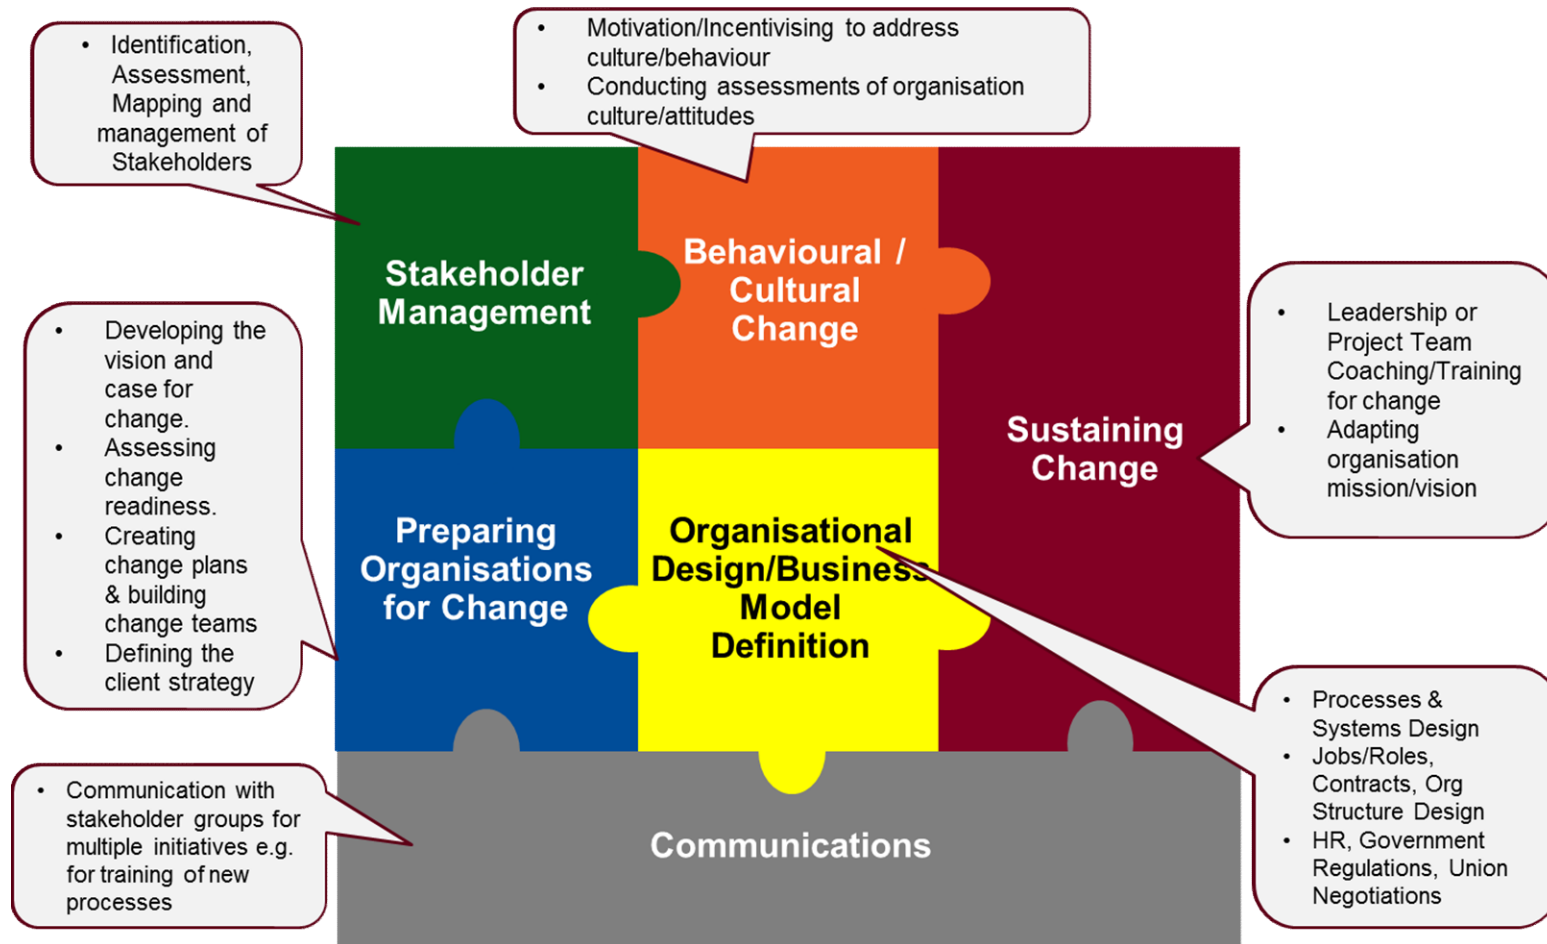 • Identification,
Assessment,
Mapping and
management of
Stakeholders
• Motivation/Incentivising to address
culture/behaviour
• Conducting assessments of organisation
culture/attitudes
Stakeholder
Management
Behavioural /
Cultural
Change
• Developing the
vision and
case for
change.
• Assessing
change
readiness.
• Creating
change plans
& building
change teams
• Defining the
client strategy
Sustaining
Change
• Leadership or
Project Team
Coaching/Training
for change
• Adapting
organisation
mission/vision
Preparing
Organisations
for Change
Organisational
Design/Business
Model
Definition
• Processes &
Systems Design
• Jobs/Roles,
Contracts, Org
Structure Design
• HR, Government
Regulations, Union
Negotiations
• Communication with
stakeholder groups for
multiple initiatives e.g.
for training of new
processes
Communications